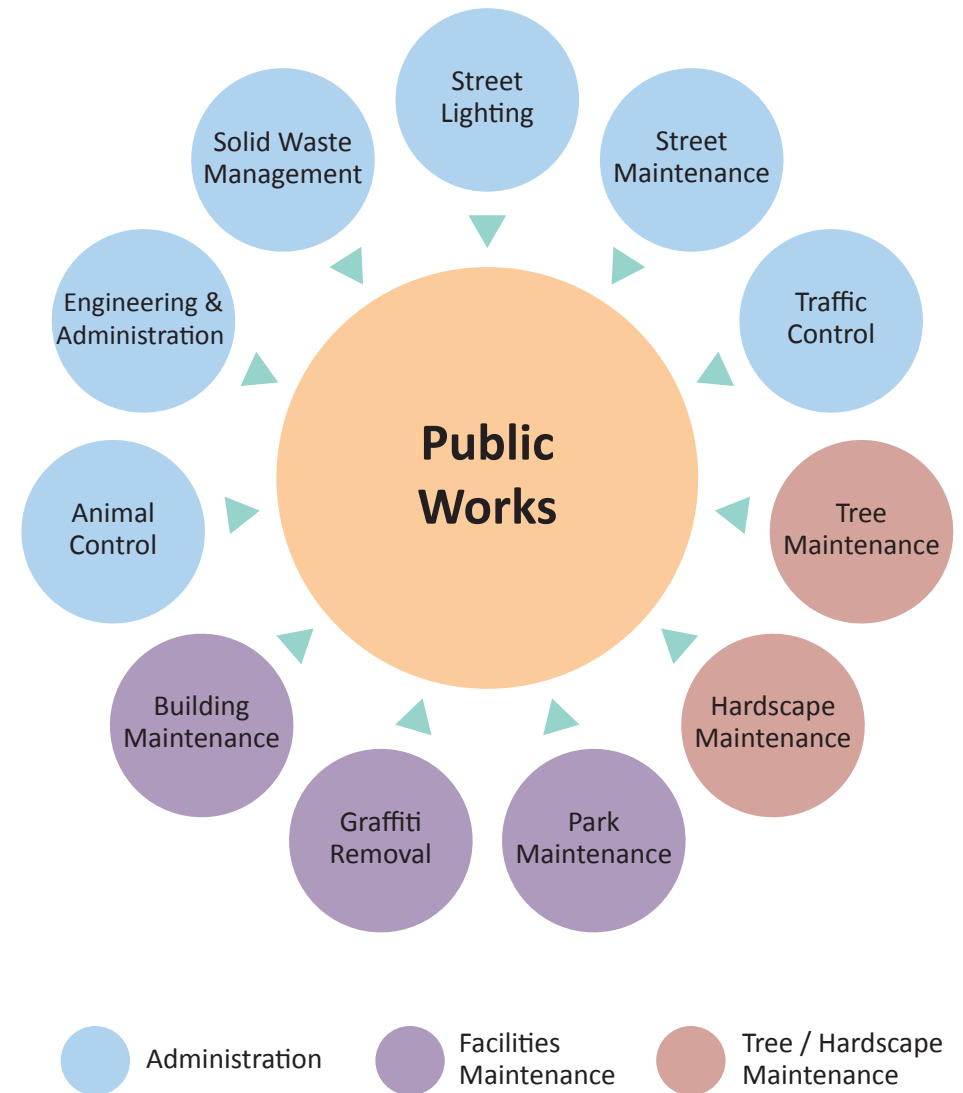 Street
Lighting
Solid Waste
Management
Street
Maintenance
Engineering &
Administration
Traffic
Control
Public
Works
Animal
Control
Tree
Maintenance
Building
Maintenance
Hardscape
Maintenance
Graffiti
Removal
Park
Maintenance
Administration
Facilities
Maintenance
Tree / Hardscape
Maintenance